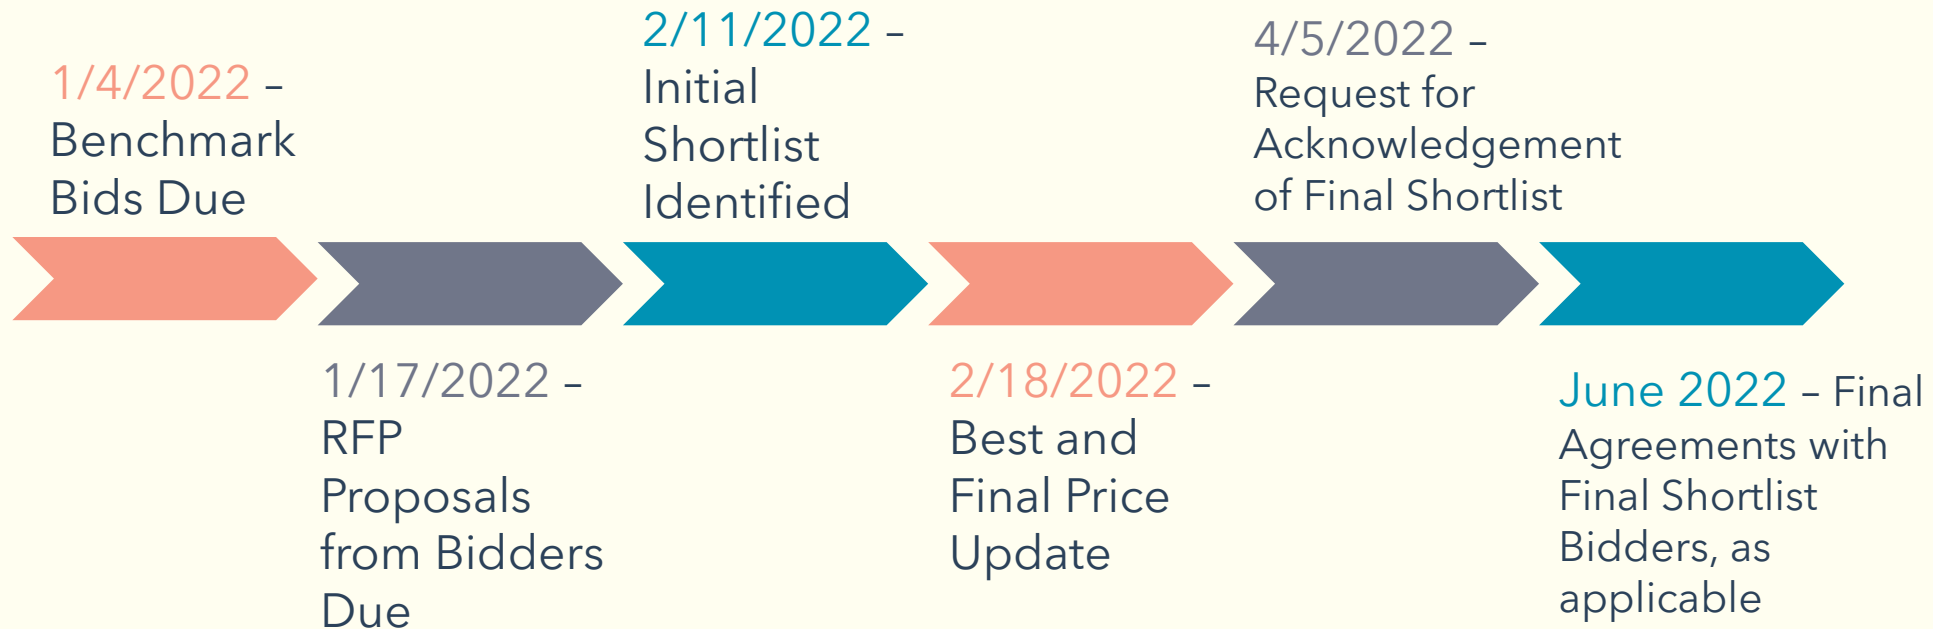 1/4/2022 –
Benchmark
Bids Due
1/17/2022 –
RFP
Proposals
from Bidders
Due
2/11/2022 –
Initial
Shortlist
Identified
2/18/2022 –
Best and
Final Price
Update
4/5/2022 –
Request for
Acknowledgement
of Final Shortlist
June 2022 – Final
Agreements with
Final Shortlist
Bidders, as
applicable